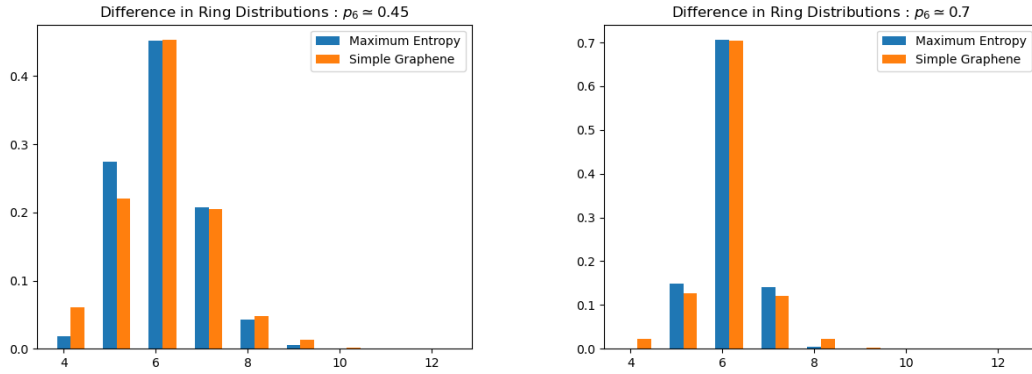 Difference in Ring Distributions : p₆ ≃ 0.45
Maximum Entropy
Simple Graphene
0.4
0.3
0.2
0.1
0.0
4 6 8 10 12
Difference in Ring Distributions : p₆ ≃ 0.7
Maximum Entropy
Simple Graphene
0.7
0.6
0.5
0.4
0.3
0.2
0.1
0.0
4 6 8 10 12